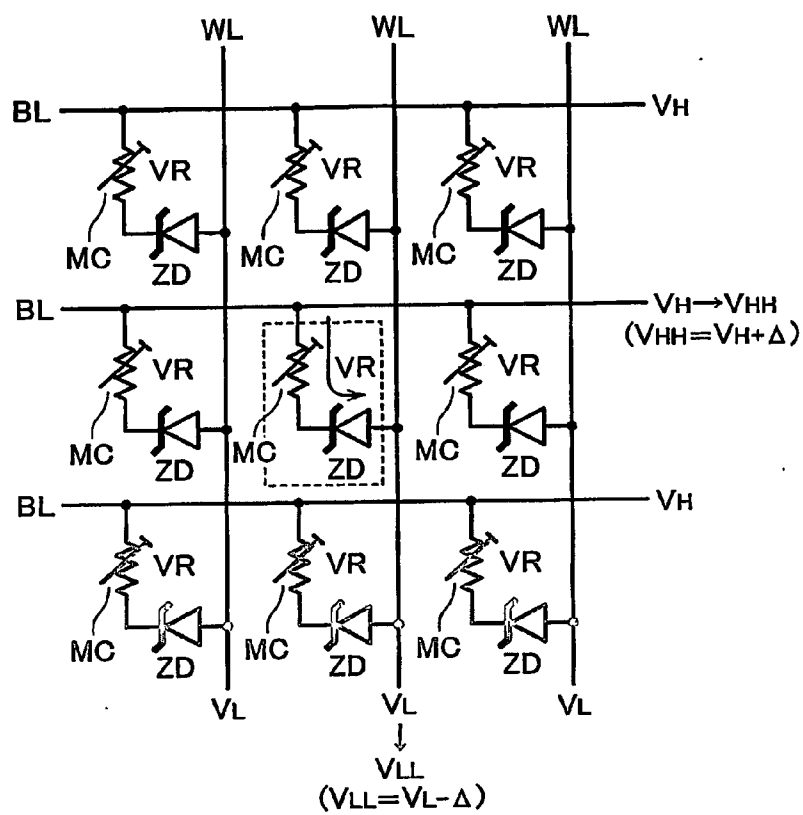 WL WL WL
BL VH
VR VR VR
MC MC MC
ZD ZD ZD
BL VH→VHH
(VHH=VH+Δ)
VR VR VR
MC MC MC
ZD ZD ZD
BL VH
VR VR VR
MC MC MC
ZD ZD ZD
VL VL VL
↓
VLL
(VLL=VL-Δ)